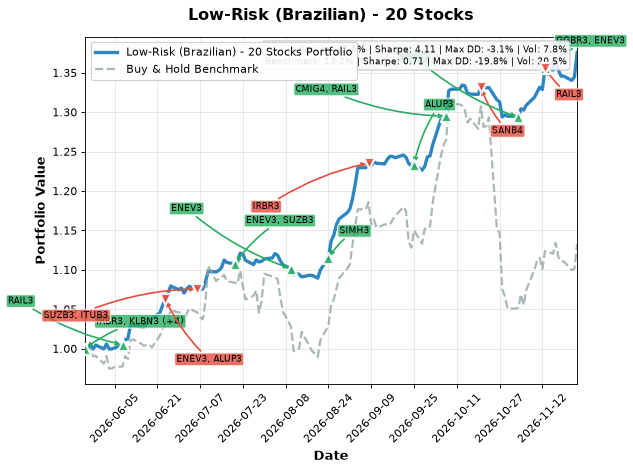 Low-Risk (Brazilian) - 20 Stocks
GGBR3, ENEV3
Low-Risk (Brazilian) - 20 Stocks Portfolio
% | Sharpe: 4.11 | Max DD: -3.1% | Vol: 7.8%
Buy & Hold Benchmark
Benchmark: 13.2% | Sharpe: 0.71 | Max DD: -19.8% | Vol: 20.5%
1.35
CMIG4, RAIL3
RAIL3
ALUP3
1.30
SANB4
1.25
1.20
ENEV3
IRBR3
ENEV3, SUZB3
1.15
SIMH3
1.10
RAIL3
1.05
SUZB3, ITUB3
IRBR3, KLBN3 (+4)
1.00
ENEV3, ALUP3
Portfolio Value
2026-06-05
2026-06-21
2026-07-07
2026-07-23
2026-08-08
2026-08-24
2026-09-09
2026-09-25
2026-10-11
2026-10-27
2026-11-12
Date